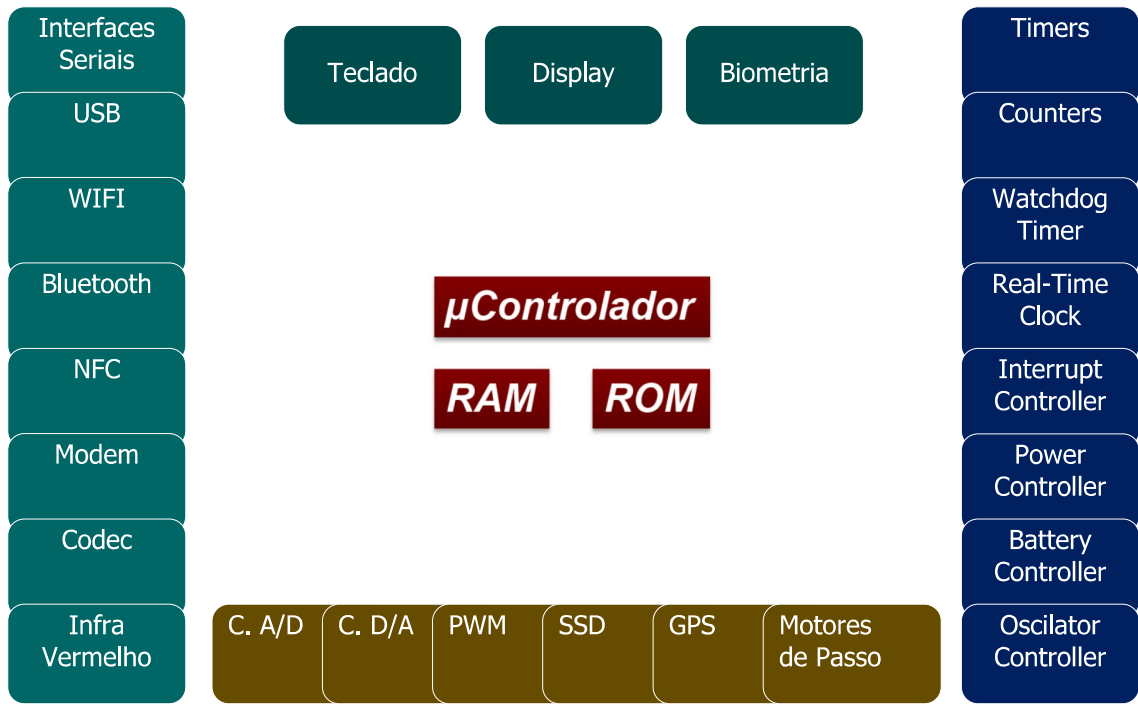 Interfaces
Seriais
USB
WIFI
Bluetooth
NFC
Modem
Codec
Infra
Vermelho
Teclado
Display
Biometria
µControlador
RAM
ROM
C. A/D
C. D/A
PWM
SSD
GPS
Motores
de Passo
Timers
Counters
Watchdog
Timer
Real-Time
Clock
Interrupt
Controller
Power
Controller
Battery
Controller
Oscilator
Controller